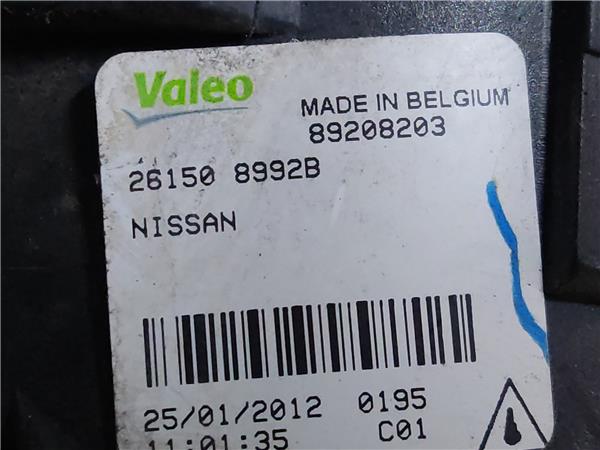 Valeo
MADE IN BELGIUM
89208203
26150 8992B
NISSAN
25/01/2012 0195
11:01:35 C01